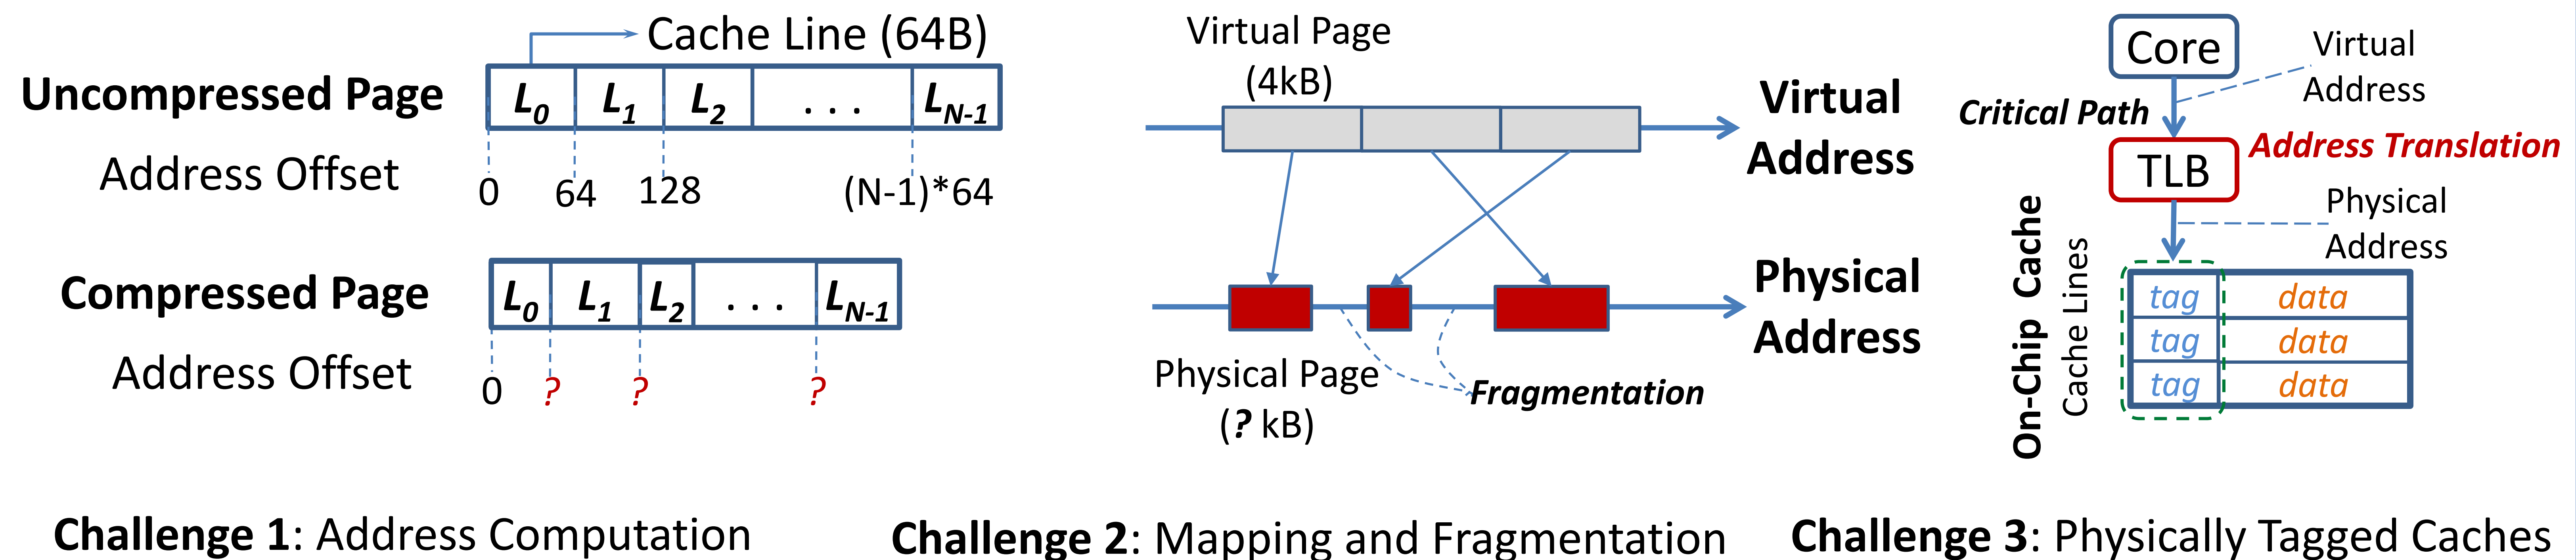 Cache Line (64B)
Uncompressed Page
L0 L1 L2 . . . LN-1
Address Offset
0 64 128 (N-1)*64
Compressed Page
L0 L1 L2 . . . LN-1
Address Offset
0 ? ? ?
Challenge 1: Address Computation
Virtual Page
(4kB)
Virtual
Address
Physical
Address
Physical Page
(? kB)
Fragmentation
Challenge 2: Mapping and Fragmentation
Core
Virtual
Address
Critical Path
Address Translation
TLB
Physical
Address
On-Chip Cache
Cache Lines
tag data
tag data
tag data
Challenge 3: Physically Tagged Caches